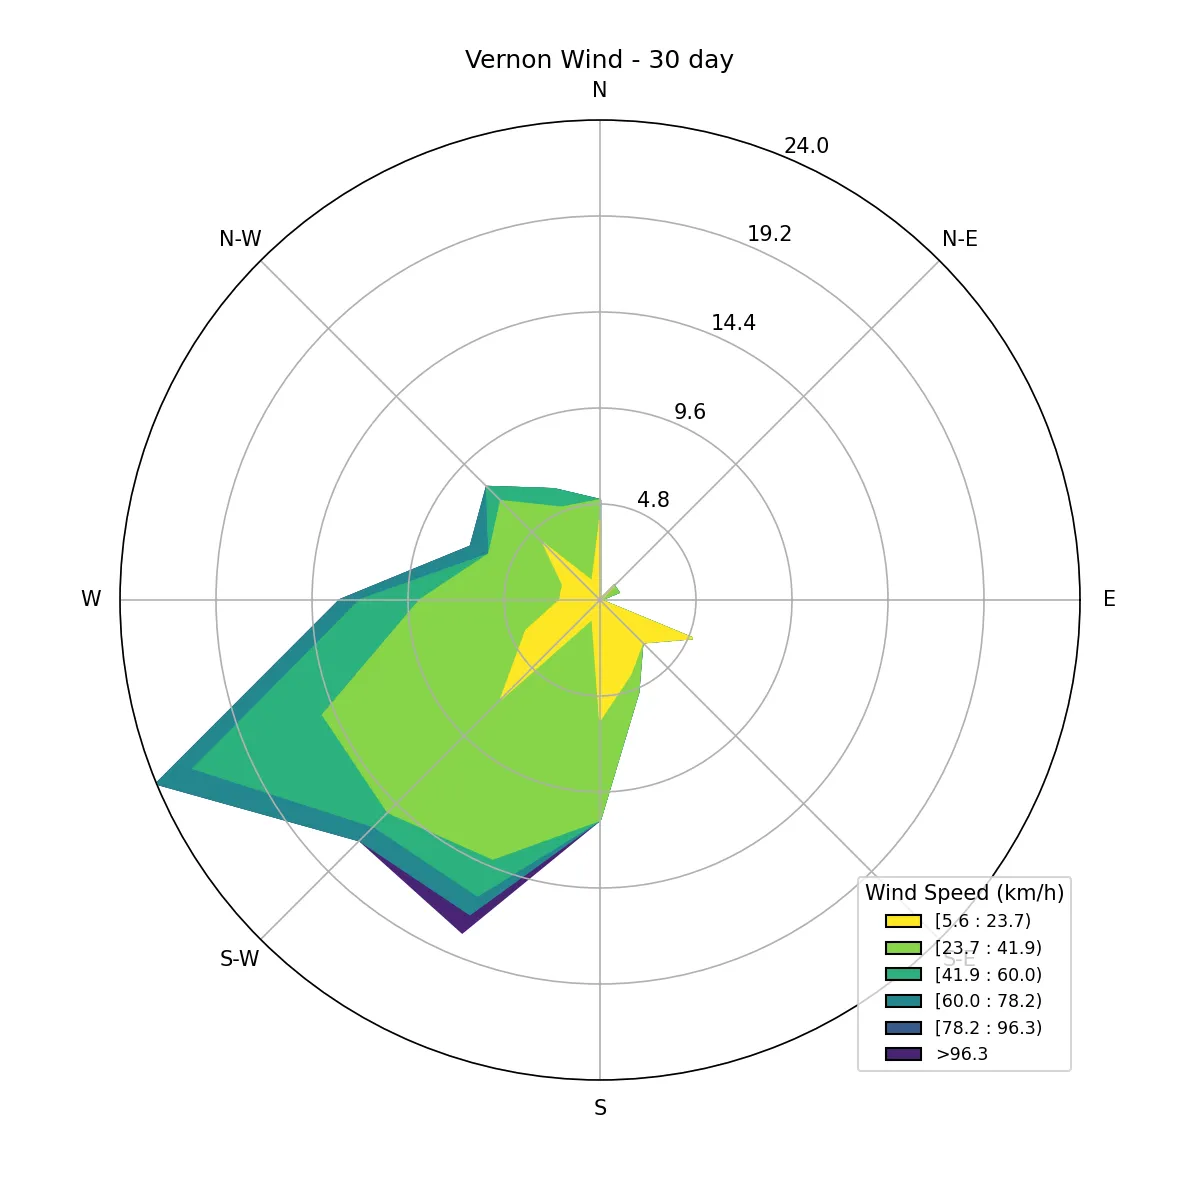 Vernon Wind - 30 day
N
24.0
N-W
19.2
N-E
14.4
9.6
4.8
W
E
Wind Speed (km/h)
[5.6 : 23.7)
[23.7 : 41.9)
S-W
S-E
[41.9 : 60.0)
[60.0 : 78.2)
[78.2 : 96.3)
>96.3
S